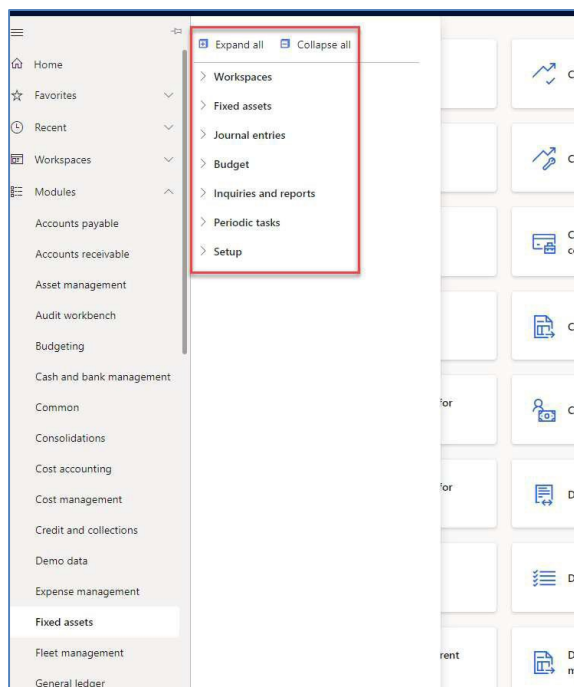 Home
Favorites
Recent
Workspaces
Modules
Accounts payable
Accounts receivable
Asset management
Audit workbench
Budgeting
Cash and bank management
Common
Consolidations
Cost accounting
Cost management
Credit and collections
Demo data
Expense management
Fixed assets
Fleet management
General ledger
Expand all Collapse all
Workspaces
Fixed assets
Journal entries
Budget
Inquiries and reports
Periodic tasks
Setup
for
for